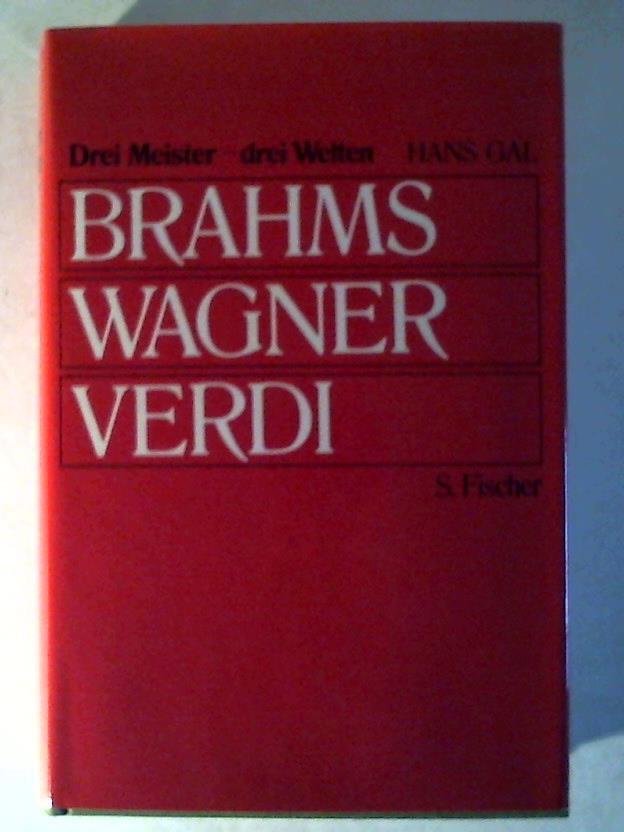 Drei Meister – drei Welten HANS GAL
BRAHMS
WAGNER
VERDI
S. Fischer